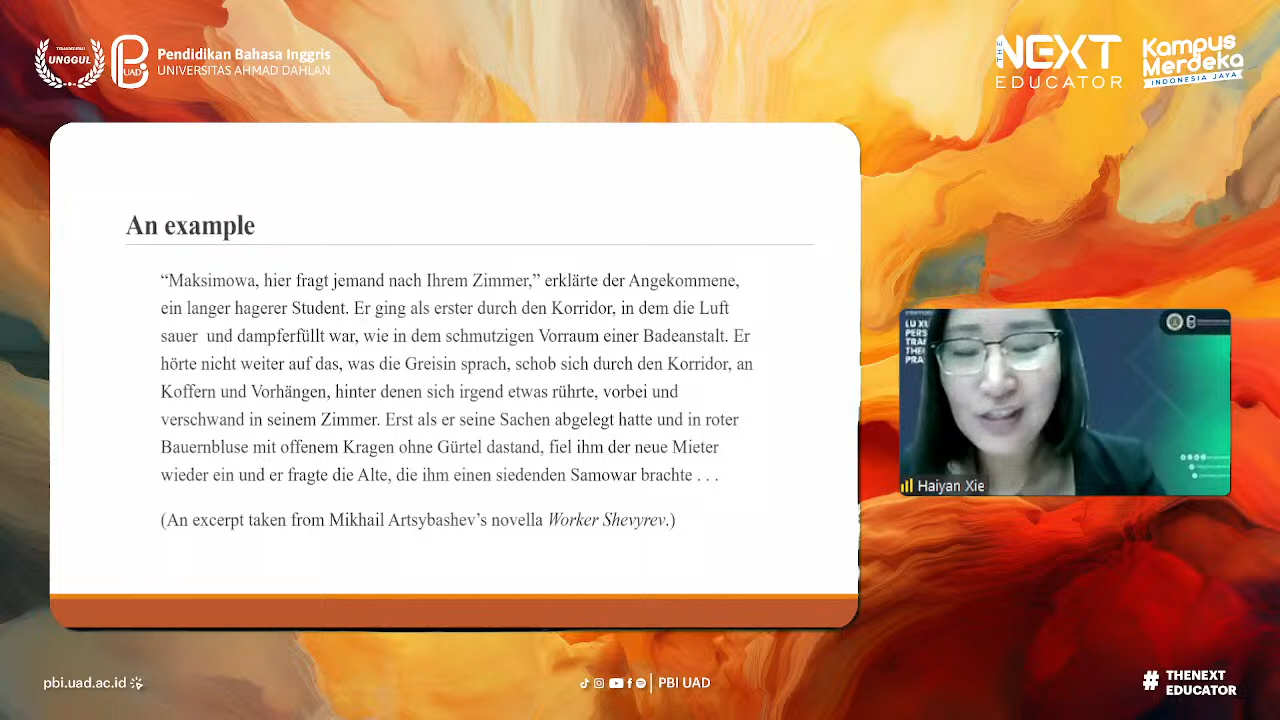 UNGGUL
UAD
Pendidikan Bahasa Inggris
UNIVERSITAS AHMAD DAHLAN
THE NEXT
EDUCATOR
Kampus
Merdeka
INDONESIA JAYA
An example
“Maksimowa, hier fragt jemand nach Ihrem Zimmer,” erklärte der Angekommene,
ein langer hagerer Student. Er ging als erster durch den Korridor, in dem die Luft
sauer und dampferfüllt war, wie in dem schmutzigen Vorraum einer Badeanstalt. Er
hörte nicht weiter auf das, was die Greisin sprach, schob sich durch den Korridor, an
Koffern und Vorhängen, hinter denen sich irgend etwas rührte, vorbei und
verschwand in seinem Zimmer. Erst als er seine Sachen abgelegt hatte und in roter
Bauernbluse mit offenem Kragen ohne Gürtel dastand, fiel ihm der neue Mieter
wieder ein und er fragte die Alte, die ihm einen siedenden Samowar brachte . . .
(An excerpt taken from Mikhail Artsybashev’s novella Worker Shevyrev.)
LU XU
PERS
TRAN
THE
PRA
Haiyan Xie
pbi.uad.ac.id
PBI UAD
# THENEXT
EDUCATOR